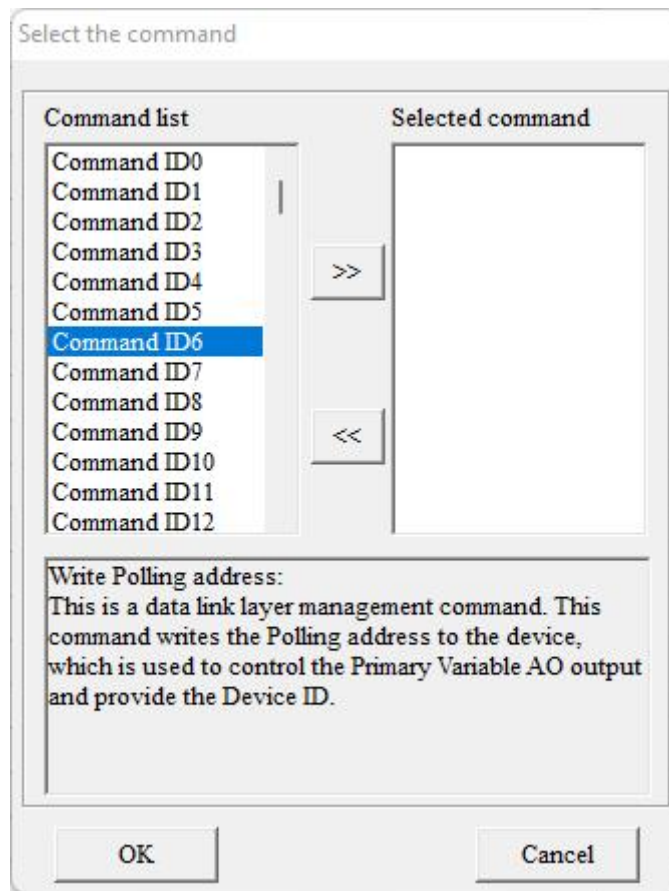 Select the command
Command list
Selected command
Command ID0
Command ID1
Command ID2
Command ID3
Command ID4
Command ID5
Command ID6
Command ID7
Command ID8
Command ID9
Command ID10
Command ID11
Command ID12
>>
<<
Write Polling address:
This is a data link layer management command. This
command writes the Polling address to the device,
which is used to control the Primary Variable AO output
and provide the Device ID.
OK
Cancel